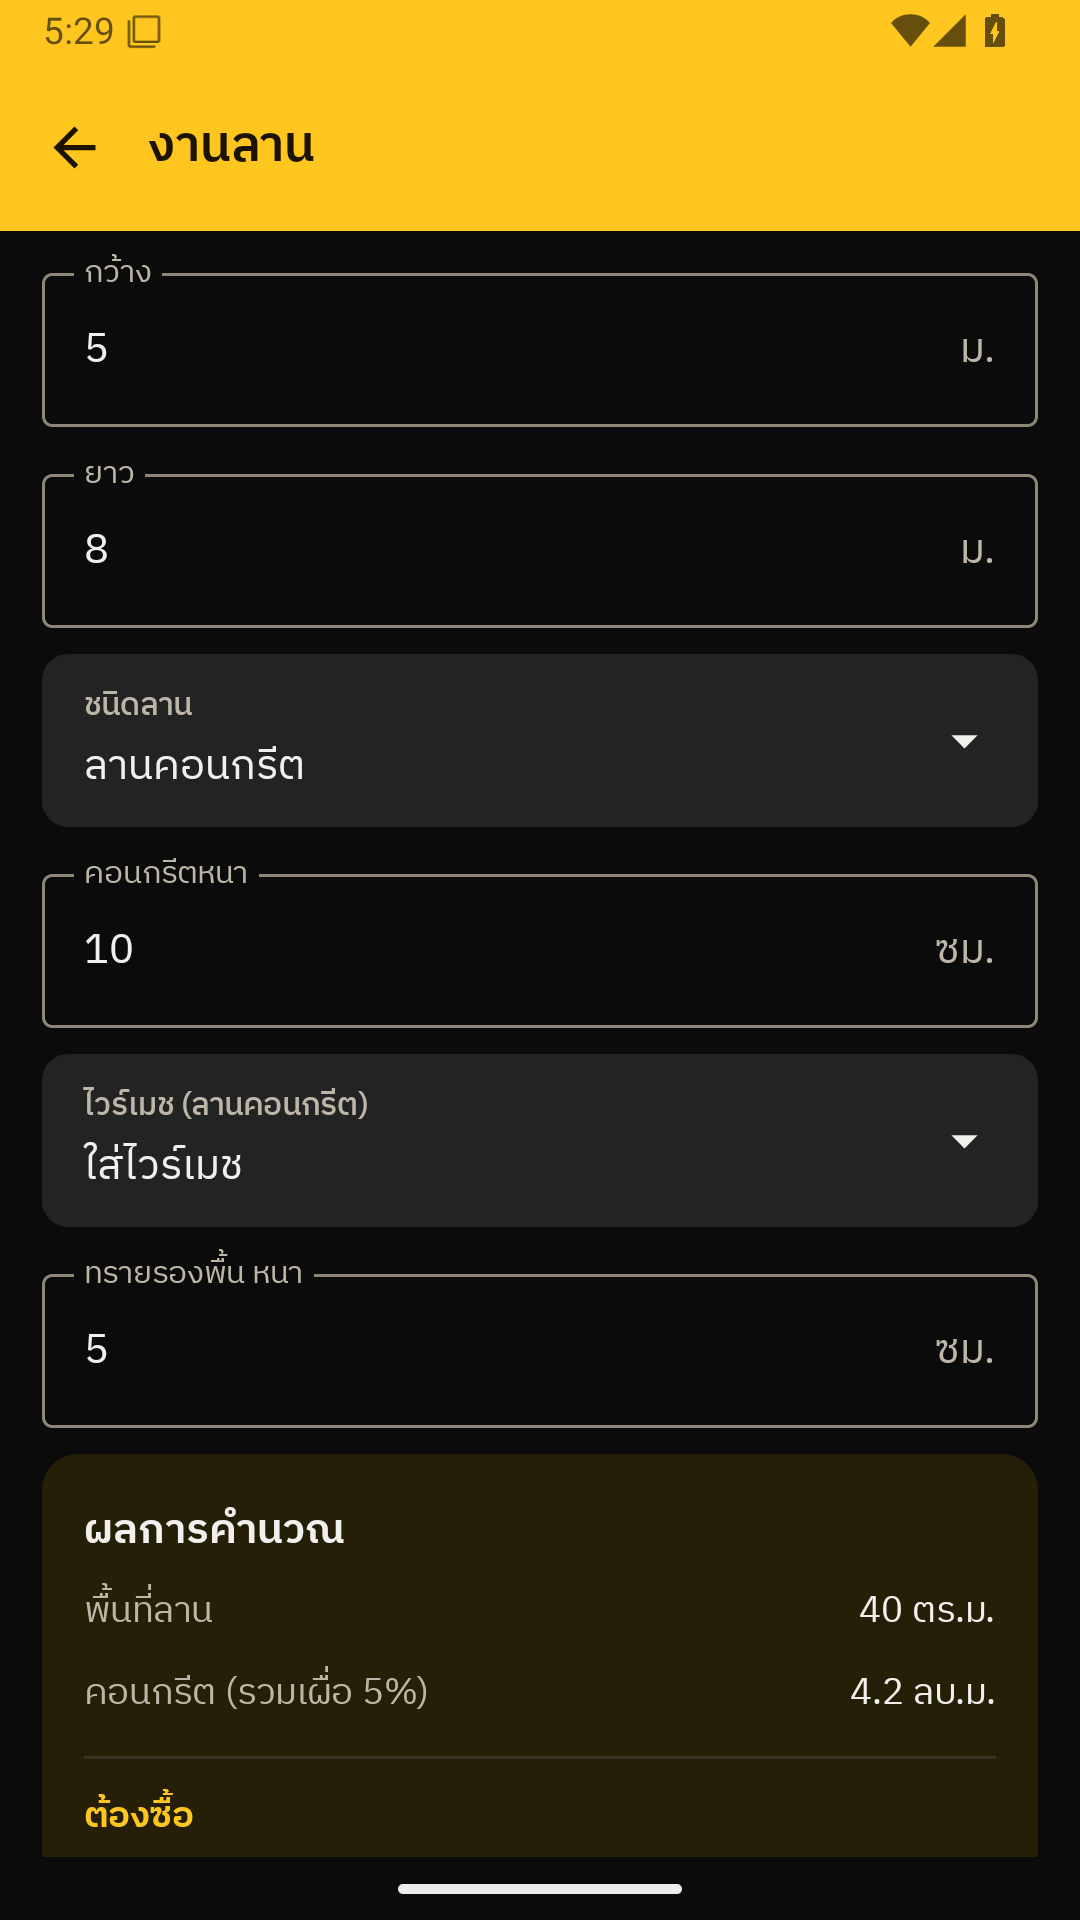 5:29
งานลาน
กว้าง
5 ม.
ยาว
8 ม.
ชนิดลาน
ลานคอนกรีต
คอนกรีตหนา
10 ซม.
ไวร์เมช (ลานคอนกรีต)
ใส่ไวร์เมช
ทรายรองพื้น หนา
5 ซม.
ผลการคำนวณ
พื้นที่ลาน 40 ตร.ม.
คอนกรีต (รวมเผื่อ 5%) 4.2 ลบ.ม.
ต้องซื้อ